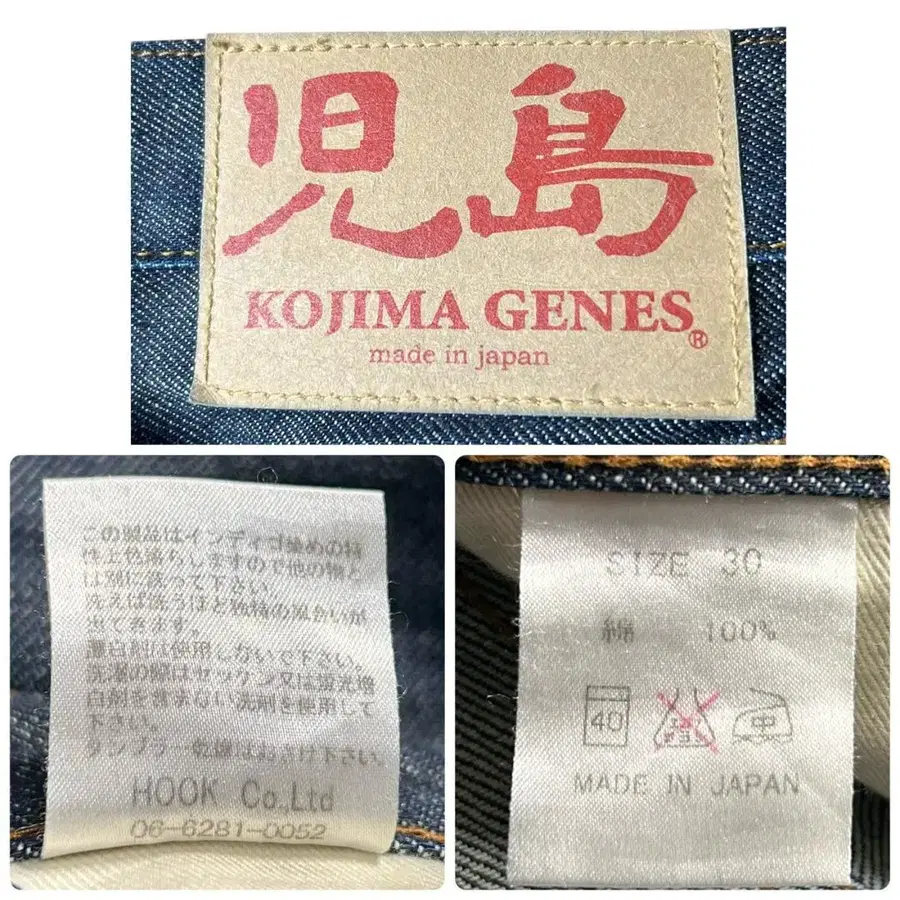 児島
KOJIMA GENES®
made in japan
この製品はインディゴ染めの特
性上色落ちしますので他の物と
は別に洗って下さい。
洗えば洗うほど独特の風合いが
出てきます。
漂白剤は使用しないで下さい。
洗濯の際はセッケン又は蛍光増
白剤を含まない洗剤を使用して
下さい。
タンブラー乾燥はお避け下さい。
HOOK Co.,Ltd
06-6281-0052
SIZE 30
綿 100%
40 エンソ サラシ 中
MADE IN JAPAN